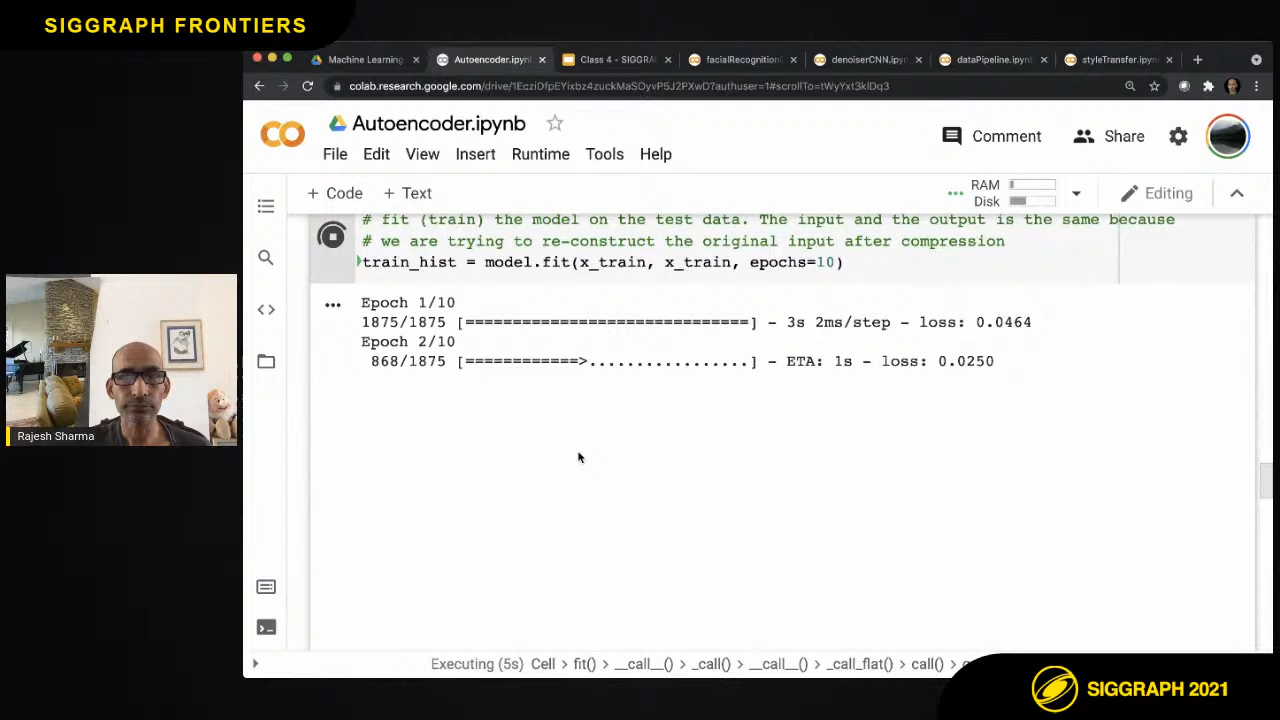 SIGGRAPH FRONTIERS
Machine Learning
Autoencoder.ipynl
Class 4 - SIGGRA
facialRecognition
denoiserCNN.ipyn
dataPipeline.ipyn
styleTransfer.ipyn
colab.research.google.com/drive/1EcziDfpEYixbz4zuckMaSOyvP5J2PXwD?authuser=1#scrollTo=tWyYxt3klDq3
Autoencoder.ipynb
Comment
Share
File Edit View Insert Runtime Tools Help
+ Code + Text
RAM
Disk
Editing
# fit (train) the model on the test data. The input and the output is the same because
# we are trying to re-construct the original input after compression
train_hist = model.fit(x_train, x_train, epochs=10)
Epoch 1/10
1875/1875 [==============================] - 3s 2ms/step - loss: 0.0464
Epoch 2/10
868/1875 [============>.................] - ETA: 1s - loss: 0.0250
Rajesh Sharma
Executing (5s) Cell > fit() > __call__() > _call() > __call__() > _call_flat() > call() >
SIGGRAPH 2021